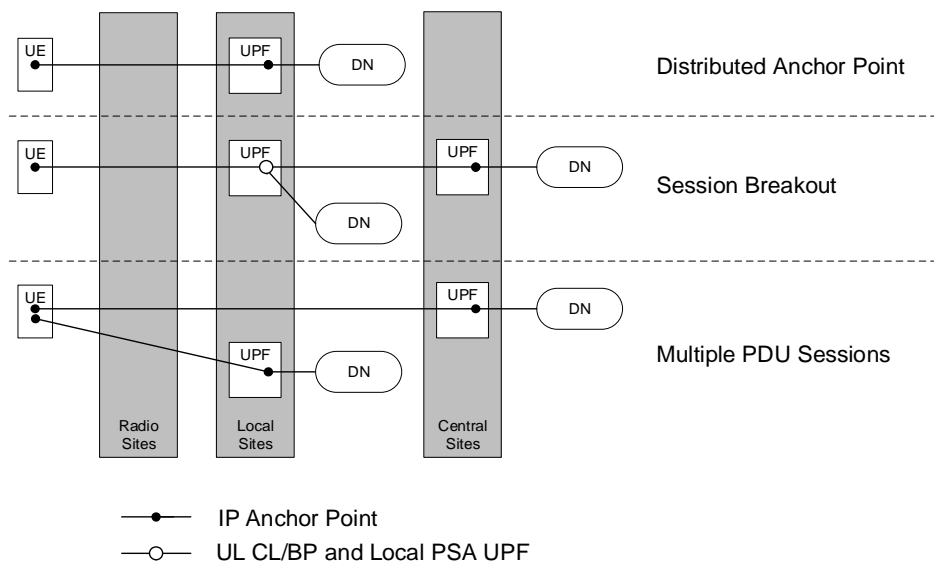 UE
UPF
DN
Distributed Anchor Point
UE
UPF
UPF
DN
Session Breakout
DN
UE
UPF
DN
UPF
DN
Multiple PDU Sessions
Radio
Sites
Local
Sites
Central
Sites
IP Anchor Point
UL CL/BP and Local PSA UPF